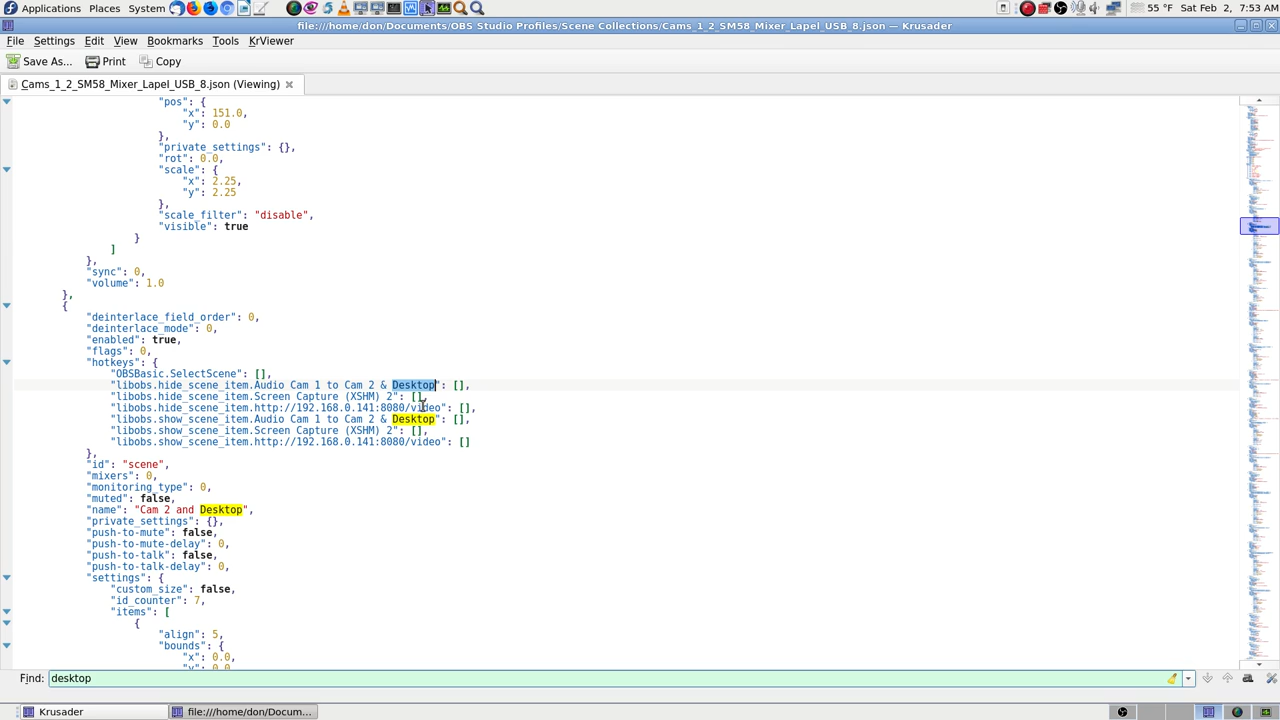 Applications Places System
55 °F Sat Feb 2, 7:53 AM
file:///home/don/Documents/OBS Studio Profiles/Scene Collections/Cams_1_2_SM58_Mixer_Lapel_USB_8.json — Krusader
File Settings Edit View Bookmarks Tools KrViewer
Save As... Print Copy
Cams_1_2_SM58_Mixer_Lapel_USB_8.json (Viewing)
"pos": {
"x": 151.0,
"y": 0.0
},
"private_settings": {},
"rot": 0.0,
"scale": {
"x": 2.25,
"y": 2.25
},
"scale_filter": "disable",
"visible": true
}
]
},
"sync": 0,
"volume": 1.0
},
{
"deinterlace_field_order": 0,
"deinterlace_mode": 0,
"enabled": true,
"flags": 0,
"hotkeys": {
"OBSBasic.SelectScene": [],
"libobs.hide_scene_item.Audio Cam 1 to Cam 2 & Desktop": [],
"libobs.hide_scene_item.Screen Capture (XSHM) 2": [],
"libobs.hide_scene_item.http://192.168.0.141:8080/video": [],
"libobs.show_scene_item.Audio Cam 1 to Cam 2 & Desktop": [],
"libobs.show_scene_item.Screen Capture (XSHM) 2": [],
"libobs.show_scene_item.http://192.168.0.141:8080/video": []
},
"id": "scene",
"mixers": 0,
"monitoring_type": 0,
"muted": false,
"name": "Cam 2 and Desktop",
"private_settings": {},
"push-to-mute": false,
"push-to-mute-delay": 0,
"push-to-talk": false,
"push-to-talk-delay": 0,
"settings": {
"custom_size": false,
"id_counter": 7,
"items": [
{
"align": 5,
"bounds": {
"x": 0.0,
"y": 0.0
Find: desktop
Krusader
file:///home/don/Docum...